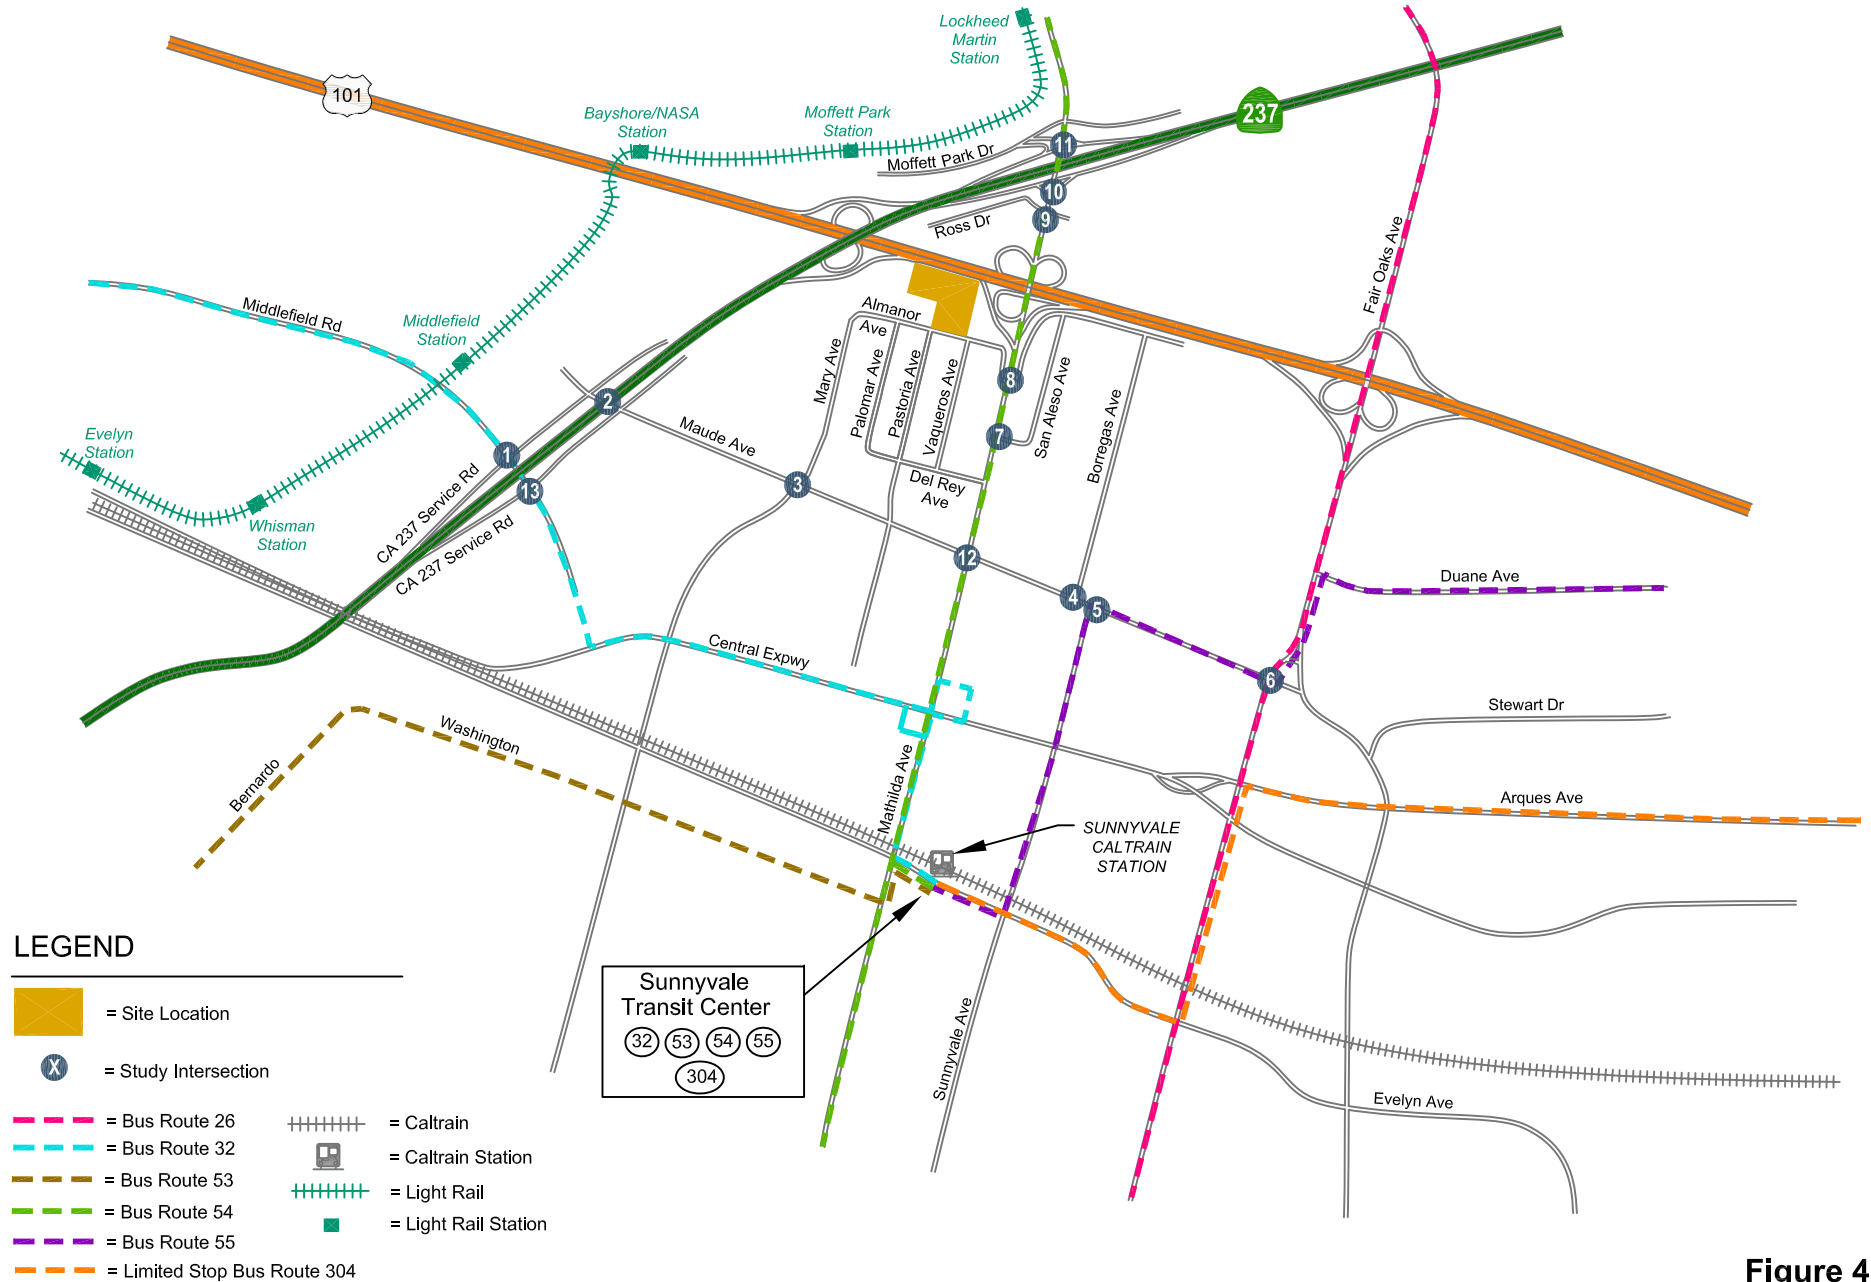 Lockheed
Martin
Station
101
237
Bayshore/NASA
Station
Moffett Park
Station
11
Moffett Park Dr
10
9
Ross Dr
Fair Oaks Ave
Middlefield Rd
Almanor
Ave
Middlefield
Station
Mary Ave
Palomar Ave
Pastoria Ave
Vaqueros Ave
San Aleso Ave
Borregas Ave
8
2
7
Maude Ave
Evelyn
Station
1
13
3
Del Rey
Ave
CA 237 Service Rd
CA 237 Service Rd
Whisman
Station
12
Duane Ave
4
5
Central Expwy
6
Stewart Dr
Washington
Bernardo
Mathilda Ave
Arques Ave
SUNNYVALE
CALTRAIN
STATION
Sunnyvale
Transit Center
32 53 54 55
304
Sunnyvale Ave
Evelyn Ave
LEGEND
= Site Location
X = Study Intersection
= Bus Route 26
= Bus Route 32
= Bus Route 53
= Bus Route 54
= Bus Route 55
= Limited Stop Bus Route 304
= Caltrain
= Caltrain Station
= Light Rail
= Light Rail Station
Figure 4